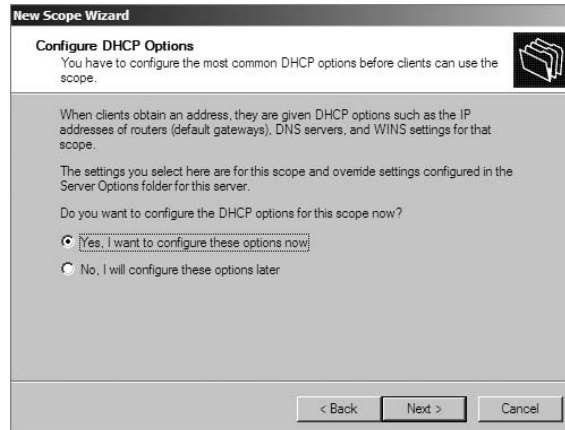 New Scope Wizard
Configure DHCP Options
You have to configure the most common DHCP options before clients can use the
scope.
When clients obtain an address, they are given DHCP options such as the IP
addresses of routers (default gateways), DNS servers, and WINS settings for that
scope.
The settings you select here are for this scope and override settings configured in the
Server Options folder for this server.
Do you want to configure the DHCP options for this scope now?
Yes, I want to configure these options now
No, I will configure these options later
< Back Next > Cancel